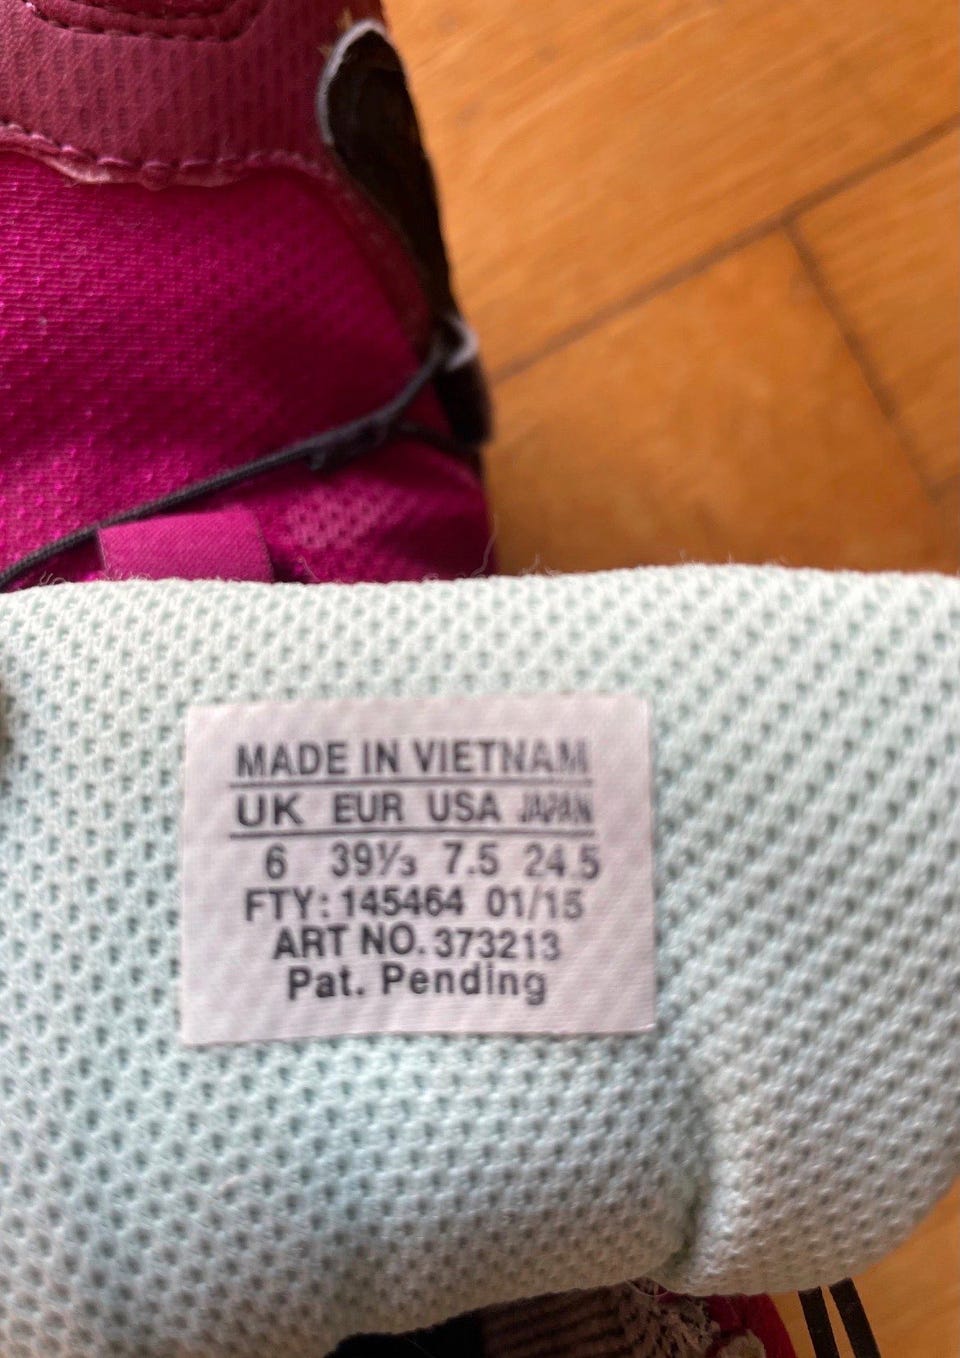 MADE IN VIETNAM
UK EUR USA JAPAN
6 39⅓ 7.5 24.5
FTY: 145464 01/15
ART NO. 373213
Pat. Pending